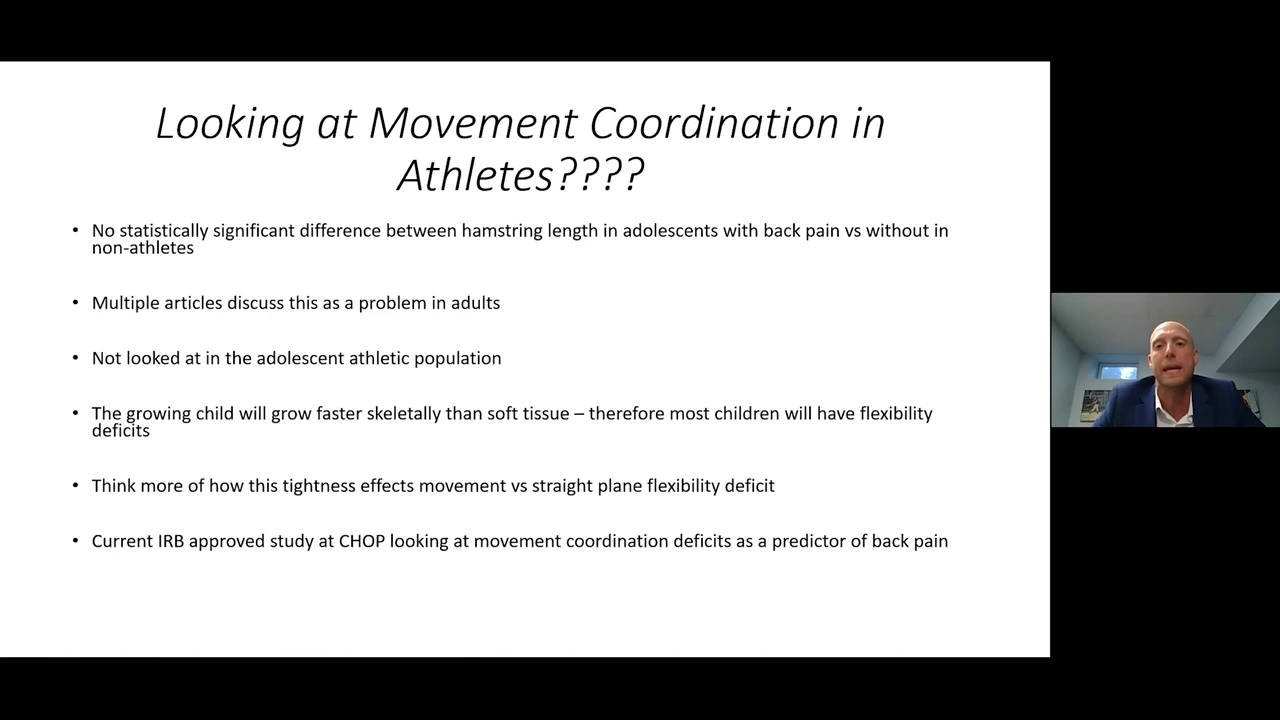 Looking at Movement Coordination in
Athletes????
• No statistically significant difference between hamstring length in adolescents with back pain vs without in
non-athletes
• Multiple articles discuss this as a problem in adults
• Not looked at in the adolescent athletic population
• The growing child will grow faster skeletally than soft tissue – therefore most children will have flexibility
deficits
• Think more of how this tightness effects movement vs straight plane flexibility deficit
• Current IRB approved study at CHOP looking at movement coordination deficits as a predictor of back pain